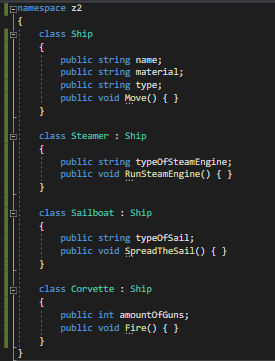 namespace z2
{
    class Ship
    {
        public string name;
        public string material;
        public string type;
        public void Move() { }
    }

    class Steamer : Ship
    {
        public string typeOfSteamEngine;
        public void RunSteamEngine() { }
    }

    class Sailboat : Ship
    {
        public string typeOfSail;
        public void SpreadTheSail() { }
    }

    class Corvette : Ship
    {
        public int amountOfGuns;
        public void Fire() { }
    }
}